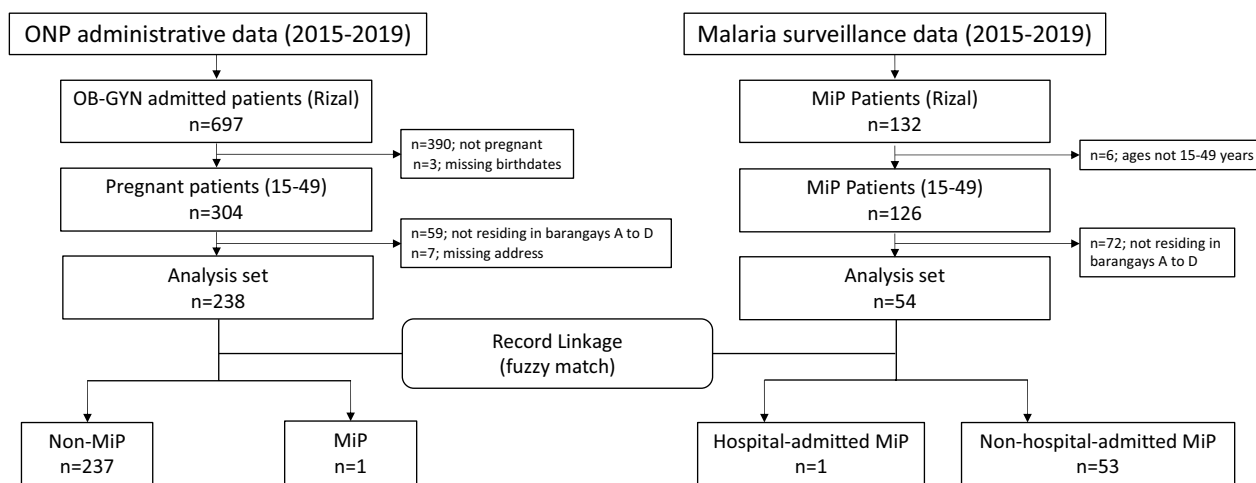 ONP administrative data (2015-2019)
OB-GYN admitted patients (Rizal)
n=697
n=390; not pregnant
n=3; missing birthdates
Pregnant patients (15-49)
n=304
n=59; not residing in barangays A to D
n=7; missing address
Analysis set
n=238
Malaria surveillance data (2015-2019)
MiP Patients (Rizal)
n=132
n=6; ages not 15-49 years
MiP Patients (15-49)
n=126
n=72; not residing in
barangays A to D
Analysis set
n=54
Record Linkage
(fuzzy match)
Non-MiP
n=237
MiP
n=1
Hospital-admitted MiP
n=1
Non-hospital-admitted MiP
n=53